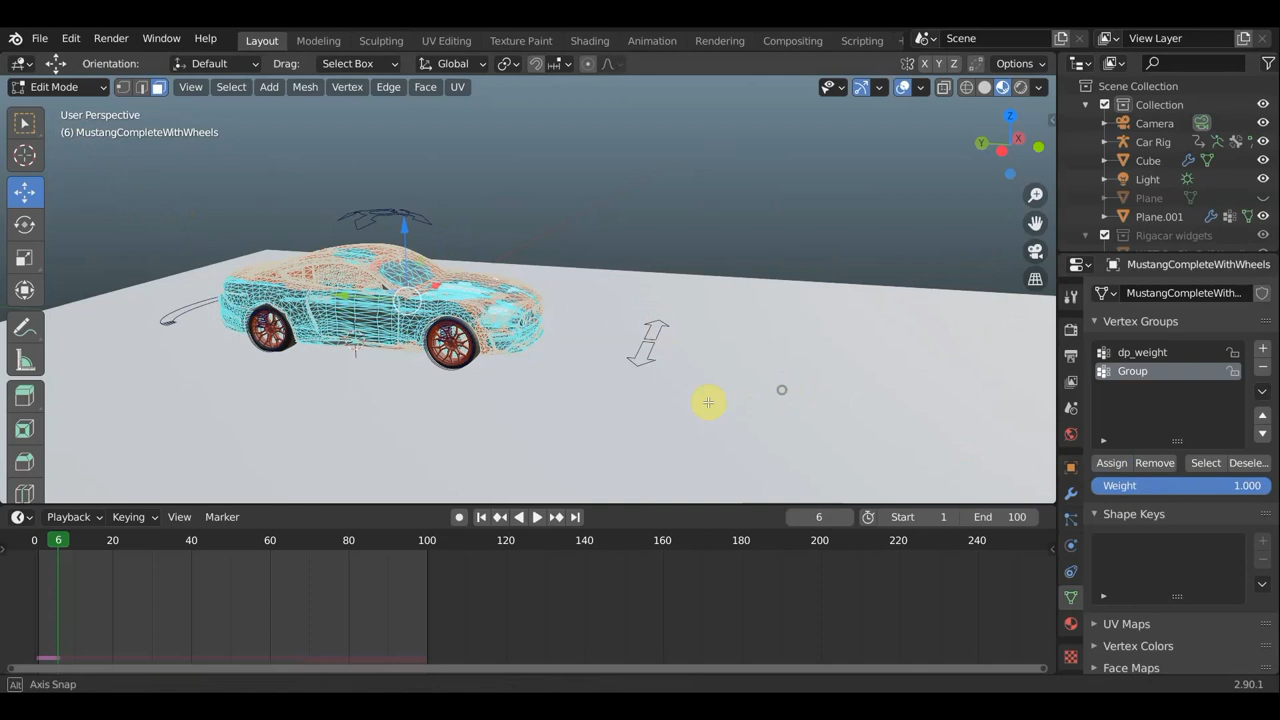 File Edit Render Window Help Layout Modeling Sculpting UV Editing Texture Paint Shading Animation Rendering Compositing Scripting Scene View Layer
Orientation: Default Drag: Select Box Global X Y Z Options
Edit Mode View Select Add Mesh Vertex Edge Face UV
User Perspective
(6) MustangCompleteWithWheels
Z
X
Y
Scene Collection
Collection
Camera
Car Rig
Cube
Light
Plane
Plane.001
Rigacar widgets
MustangCompleteWithWheels
MustangCompleteWith...
Vertex Groups
dp_weight
Group
Assign Remove Select Desele...
Weight 1.000
Shape Keys
UV Maps
Vertex Colors
Face Maps
Playback Keying View Marker 6 Start 1 End 100
0 6 20 40 60 80 100 120 140 160 180 200 220 240
Alt Axis Snap 2.90.1